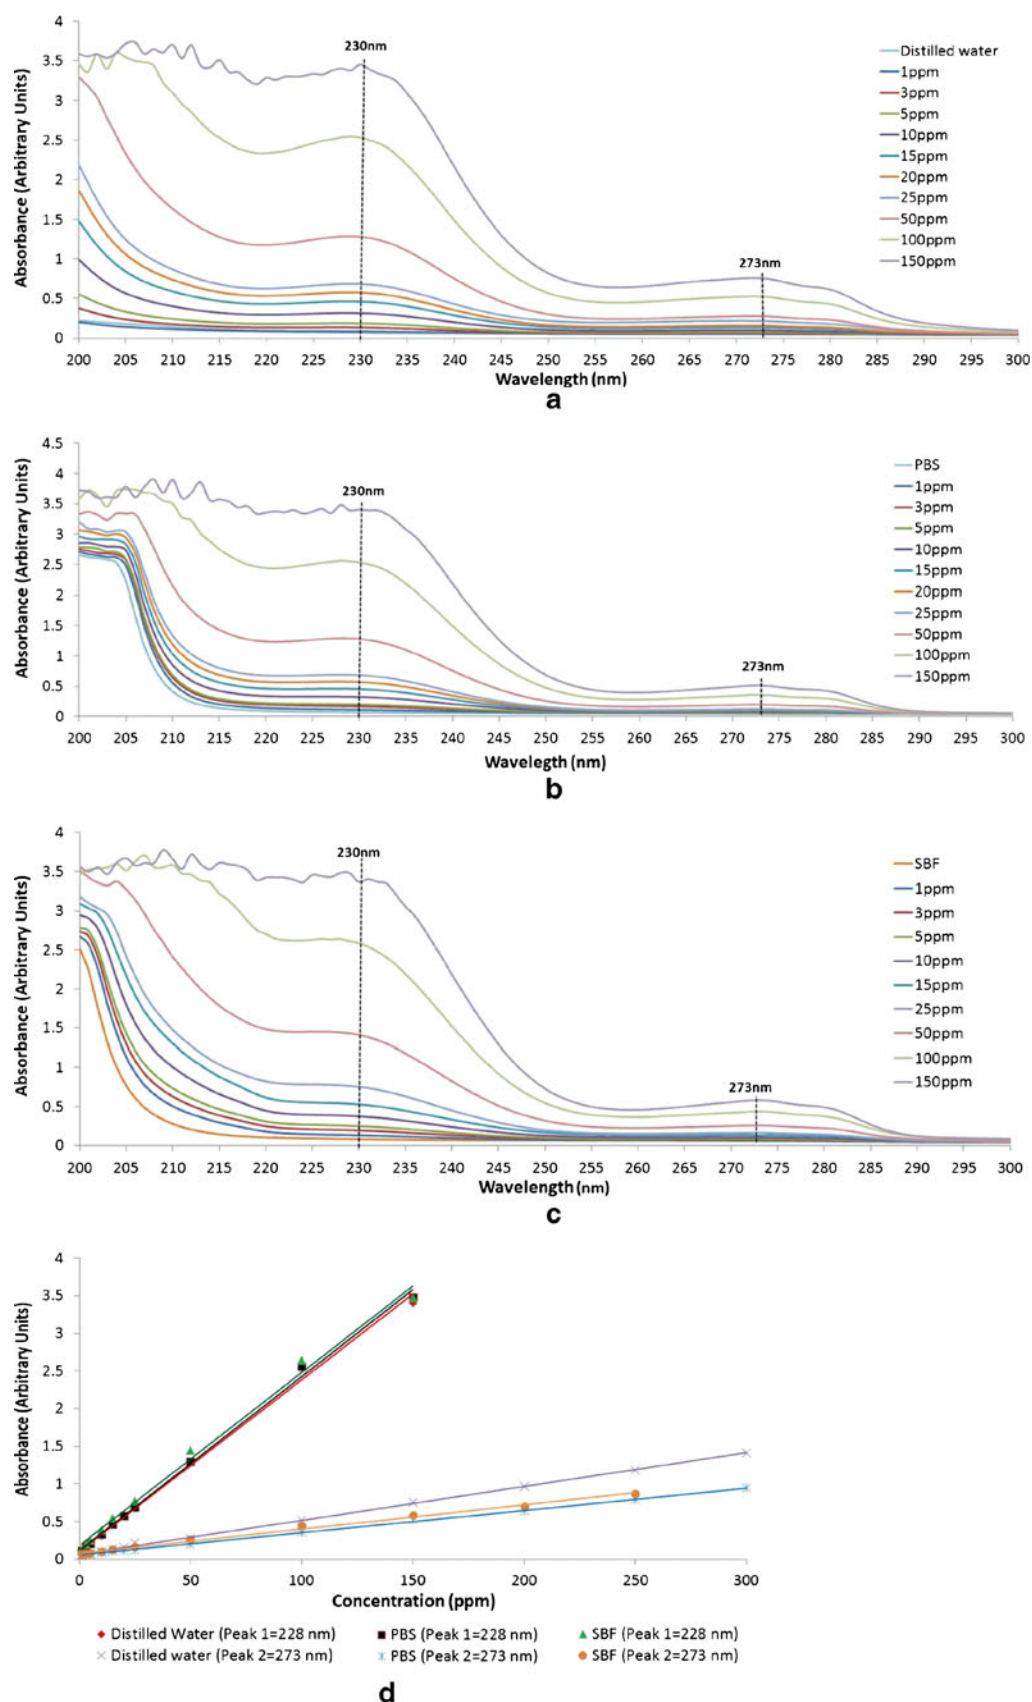 4
3.5
3
2.5
2
1.5
1
0.5
0
Absorbance (Arbitrary Units)
230nm
273nm
200 205 210 215 220 225 230 235 240 245 250 255 260 265 270 275 280 285 290 295 300
Wavelength (nm)
Distilled water
1ppm
3ppm
5ppm
10ppm
15ppm
20ppm
25ppm
50ppm
100ppm
150ppm
a
4.5
4
3.5
3
2.5
2
1.5
1
0.5
0
Absorbance (Arbitrary Units)
230nm
273nm
200 205 210 215 220 225 230 235 240 245 250 255 260 265 270 275 280 285 290 295 300
Wavelegth (nm)
PBS
1ppm
3ppm
5ppm
10ppm
15ppm
20ppm
25ppm
50ppm
100ppm
150ppm
b
4
3.5
3
2.5
2
1.5
1
0.5
0
Absorbance (Arbitrary Units)
230nm
273nm
200 205 210 215 220 225 230 235 240 245 250 255 260 265 270 275 280 285 290 295 300
Wavelength (nm)
SBF
1ppm
3ppm
5ppm
10ppm
15ppm
25ppm
50ppm
100ppm
150ppm
c
4
3.5
3
2.5
2
1.5
1
0.5
0
Absorbance (Arbitrary Units)
0 50 100 150 200 250 300
Concentration (ppm)
Distilled Water (Peak 1=228 nm) PBS (Peak 1=228 nm) SBF (Peak 1=228 nm)
Distilled water (Peak 2=273 nm) PBS (Peak 2=273 nm) SBF (Peak 2=273 nm)
d